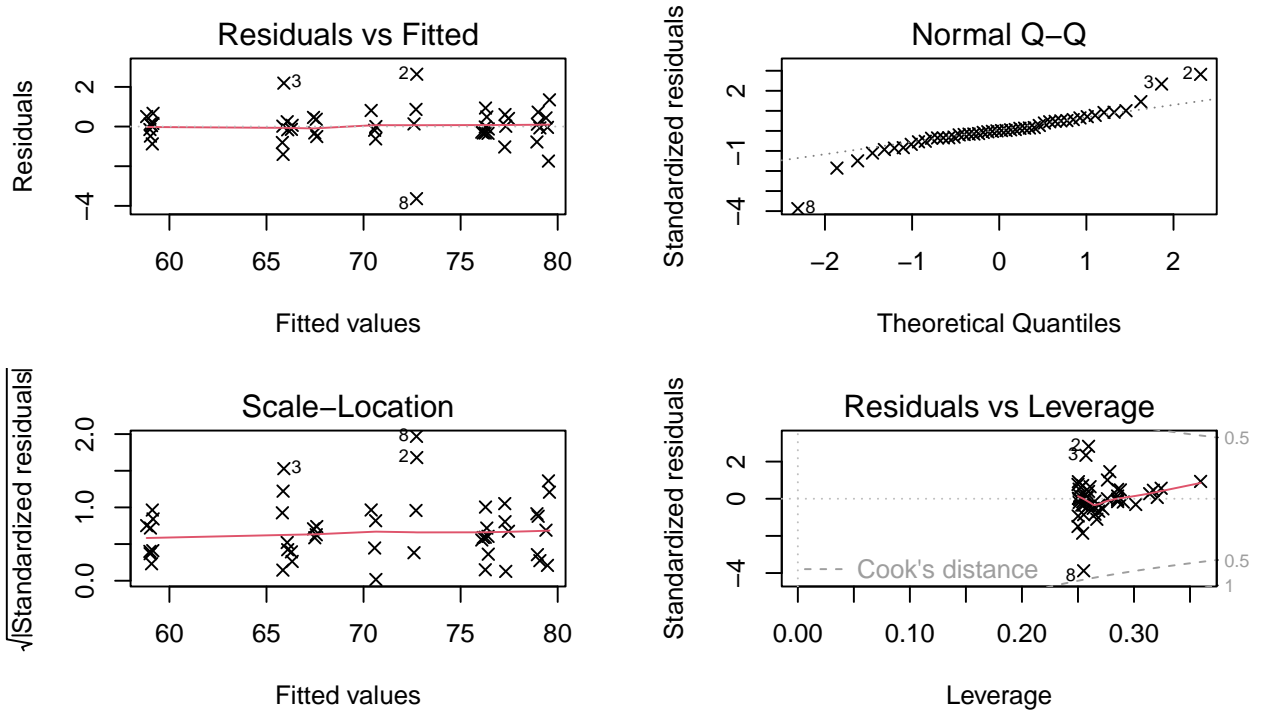 Residuals vs Fitted
Residuals
2
0
−4
3
2
8
60 65 70 75 80
Fitted values
Normal Q−Q
Standardized residuals
2
−1
−4
3
2
8
−2 −1 0 1 2
Theoretical Quantiles
Scale−Location
√|Standardized residuals|
2.0
1.0
0.0
8
2
3
60 65 70 75 80
Fitted values
Residuals vs Leverage
Standardized residuals
2
0
−4
2
3
8
0.5
0.5
1
Cook's distance
0.00 0.10 0.20 0.30
Leverage